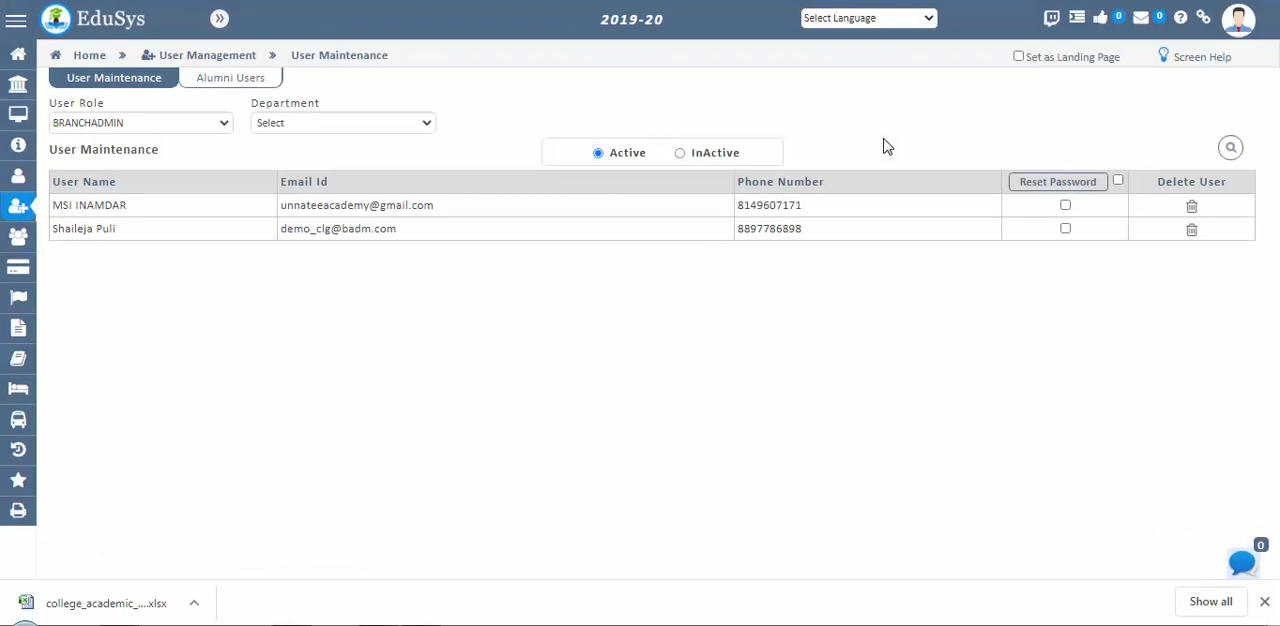 EduSys 2019-20 Select Language 0 0
Home User Management User Maintenance Set as Landing Page Screen Help
User Maintenance Alumni Users
User Role Department
BRANCHADMIN Select
User Maintenance Active InActive
User Name Email Id Phone Number Reset Password Delete User
MSI INAMDAR unnateeacademy@gmail.com 8149607171
Shaileja Puli demo_clg@badm.com 8897786898
0
college_academic_....xlsx Show all